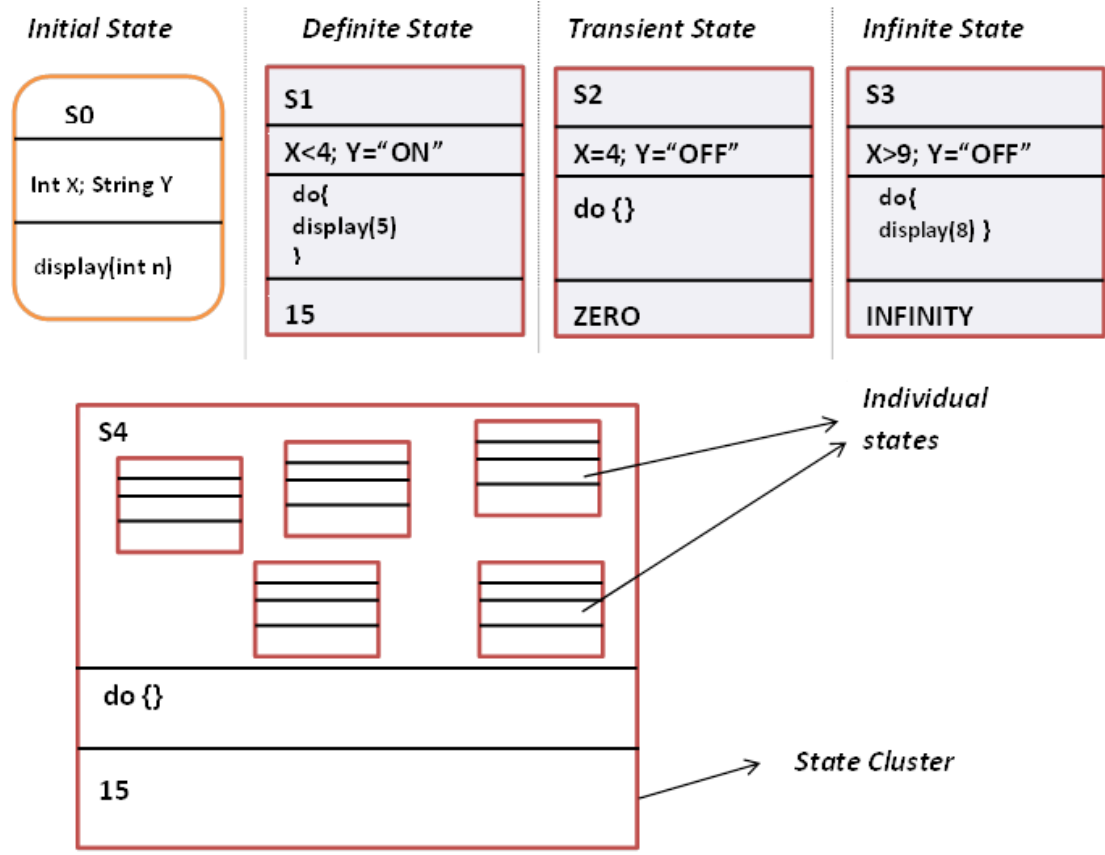 Initial State
Definite State
Transient State
Infinite State
S0
Int X; String Y
display(int n)
S1
X<4; Y=“ON”
do{
display(5)
}
15
S2
X=4; Y=“OFF”
do {}
ZERO
S3
X>9; Y=“OFF”
do{
display(8) }
INFINITY
S4
do {}
15
Individual
states
State Cluster